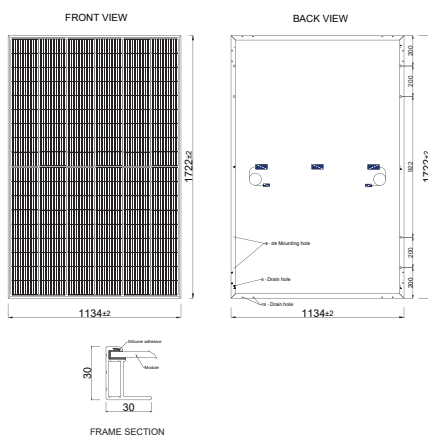 FRONT VIEW
BACK VIEW
1722±2
1134±2
200
200
922
200
200
1722±2
Mounting hole
Drain hole
Drain hole
1134±2
Silicone adhesive
Module
30
30
FRAME SECTION